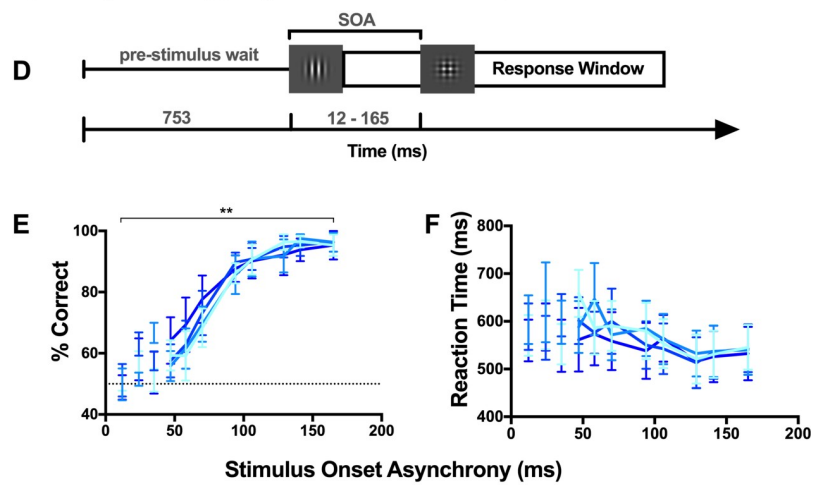 SOA
D
pre-stimulus wait
Response Window
753
12 - 165
Time (ms)
E
**
% Correct
100
80
60
40
0
50
100
150
200
F
Reaction Time (ms)
800
700
600
500
400
0
50
100
150
200
Stimulus Onset Asynchrony (ms)